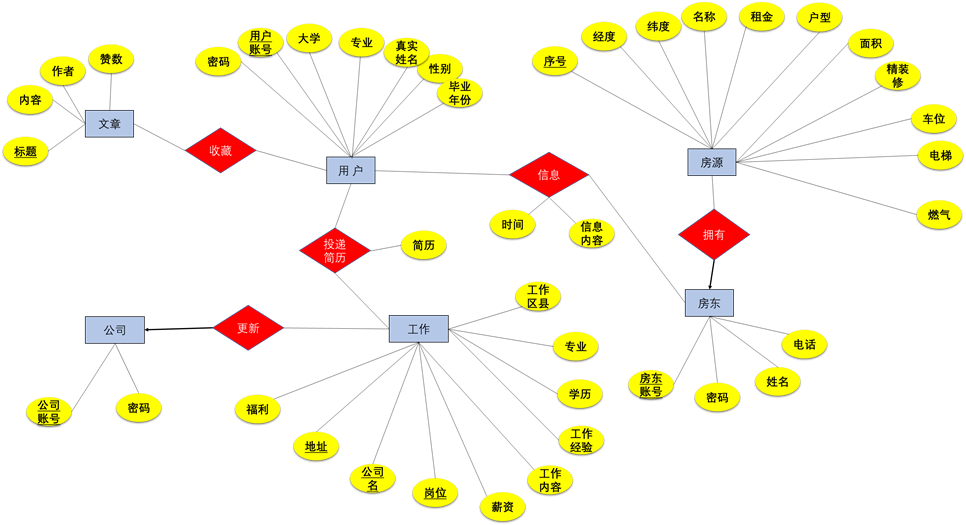 赞数
作者
内容
标题
文章
收藏
密码
用户
账号
大学
专业
真实
姓名
性别
毕业
年份
用 户
信息
时间
信息
内容
序号
经度
纬度
名称
租金
户型
面积
精装
修
车位
电梯
燃气
房源
拥有
房东
房东
账号
密码
姓名
电话
投递
简历
简历
公司
公司
账号
密码
更新
工作
工作
区县
专业
学历
工作
经验
工作
内容
薪资
岗位
公司
名
地址
福利